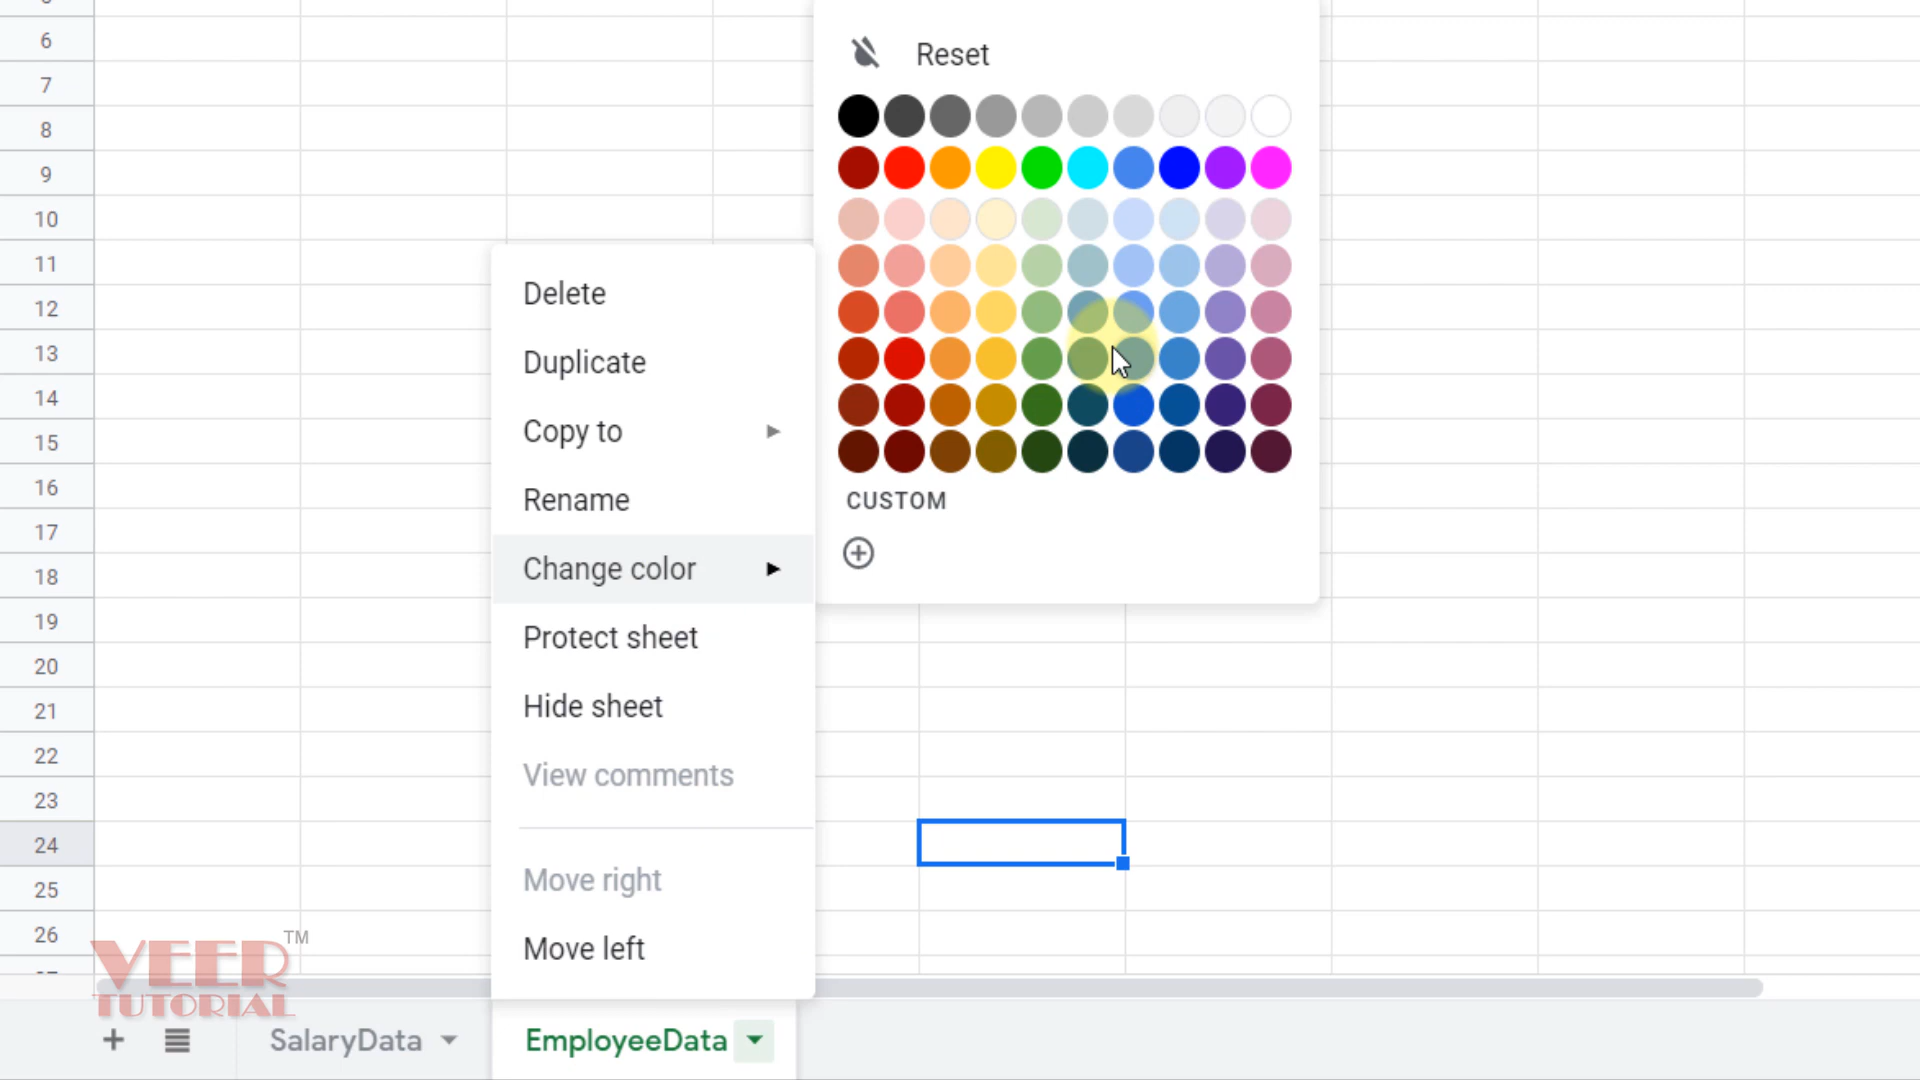 6
7
8
9
10
11
12
13
14
15
16
17
18
19
20
21
22
23
24
25
26
Reset
CUSTOM
Delete
Duplicate
Copy to
Rename
Change color
Protect sheet
Hide sheet
View comments
Move right
Move left
VEER TM
TUTORIAL
SalaryData
EmployeeData